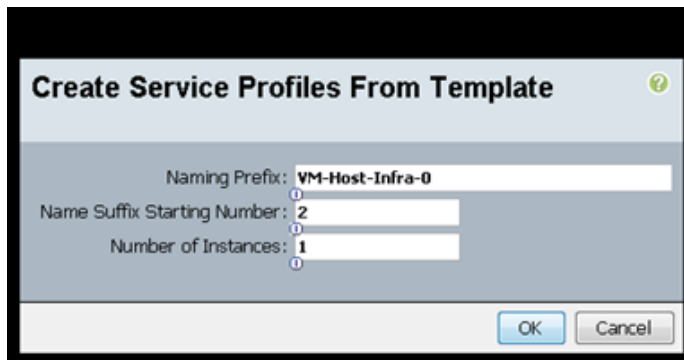 Create Service Profiles From Template
Naming Prefix: VM-Host-Infra-0
Name Suffix Starting Number: 2
Number of Instances: 1
OK Cancel